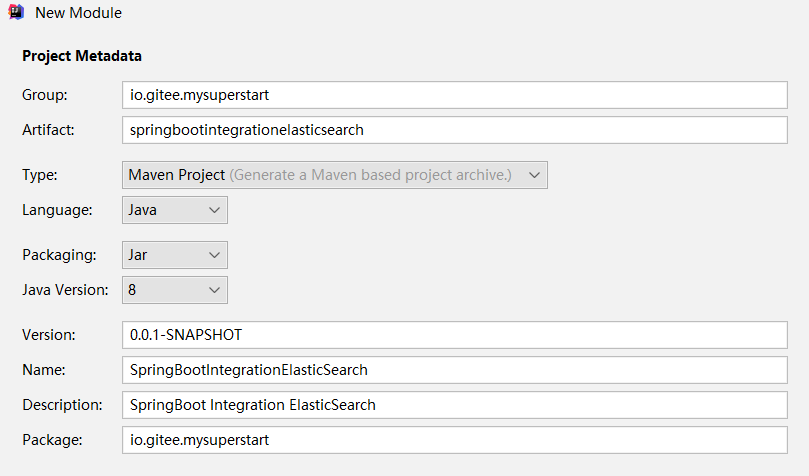 New Module
Project Metadata
Group: io.gitee.mysuperstart
Artifact: springbootintegrationelasticsearch
Type: Maven Project (Generate a Maven based project archive.)
Language: Java
Packaging: Jar
Java Version: 8
Version: 0.0.1-SNAPSHOT
Name: SpringBootIntegrationElasticSearch
Description: SpringBoot Integration ElasticSearch
Package: io.gitee.mysuperstart